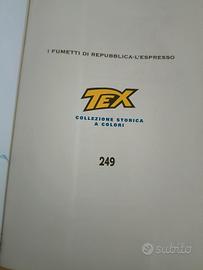 I FUMETTI DI REPUBBLICA-L'ESPRESSO
TEX
COLLEZIONE STORICA
A COLORI
249
subito